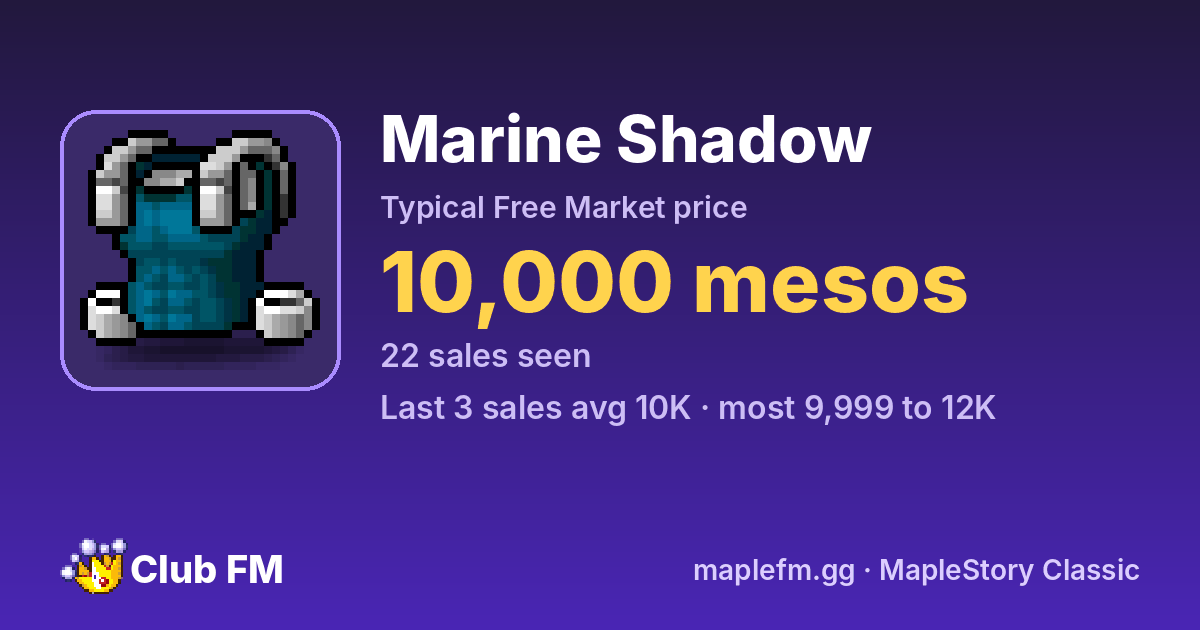 Marine Shadow
Typical Free Market price
10,000 mesos
22 sales seen
Last 3 sales avg 10K · most 9,999 to 12K
Club FM
maplefm.gg · MapleStory Classic